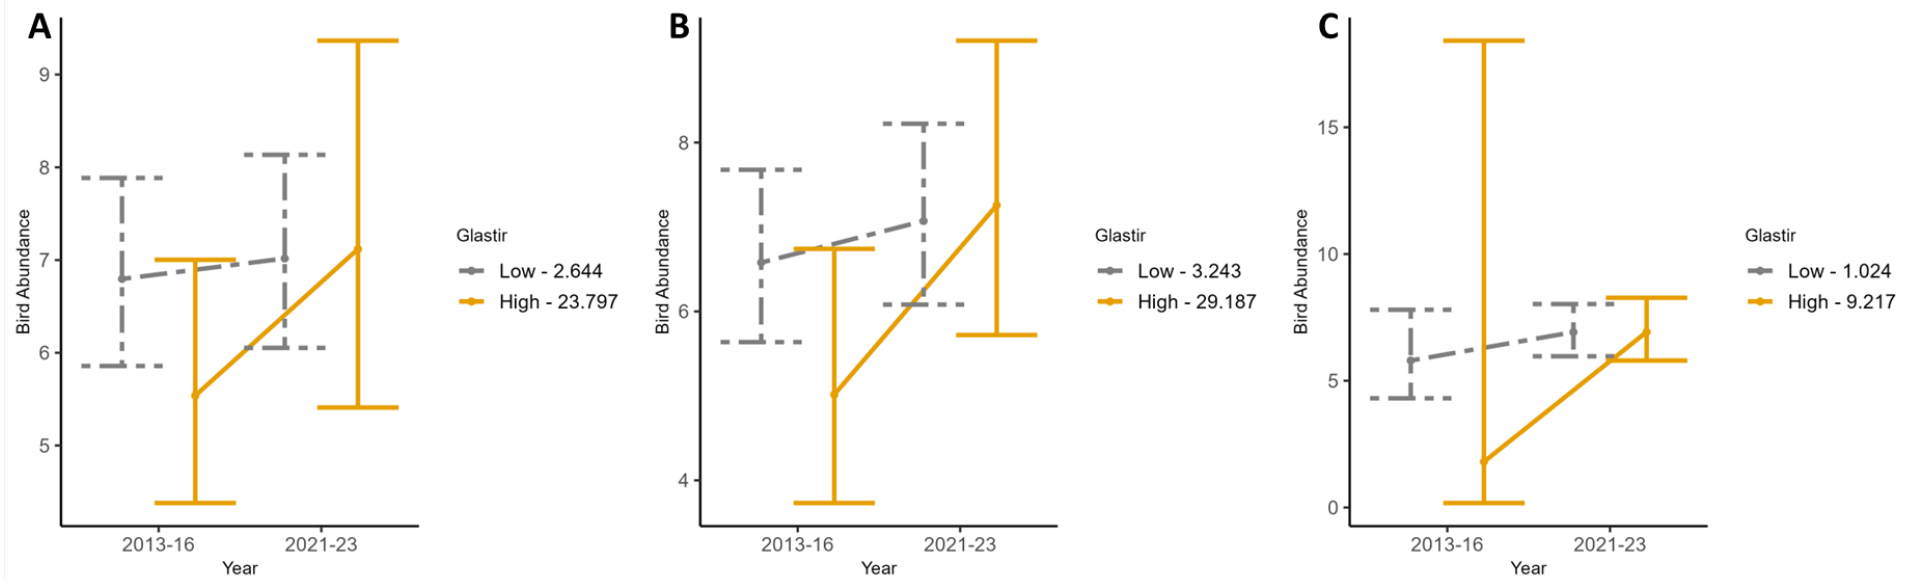 A
Bird Abundance
9
8
7
6
5
2013-16 2021-23
Year
Glastir
Low - 2.644
High - 23.797
B
Bird Abundance
8
6
4
2013-16 2021-23
Year
Glastir
Low - 3.243
High - 29.187
C
Bird Abundance
15
10
5
0
2013-16 2021-23
Year
Glastir
Low - 1.024
High - 9.217